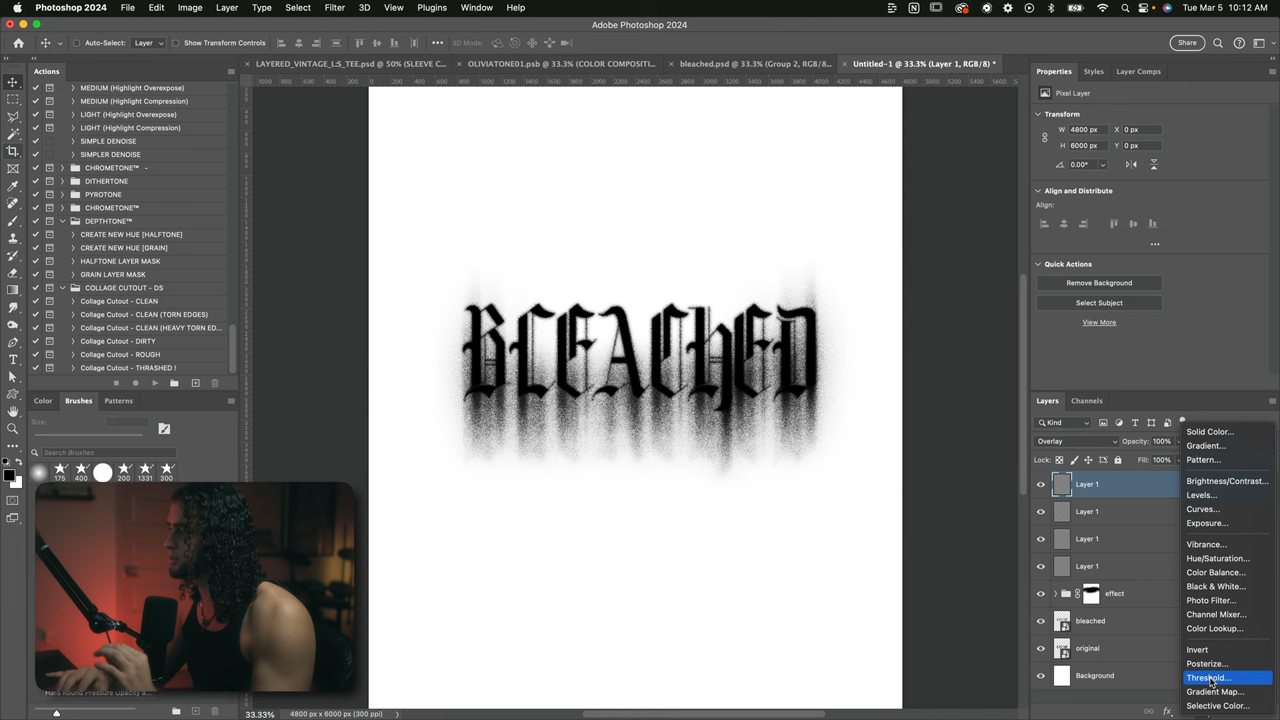 Photoshop 2024 File Edit Image Layer Type Select Filter 3D View Plugins Window Help Tue Mar 5 10:12 AM
Adobe Photoshop 2024
Auto-Select: Layer Show Transform Controls 3D Mode: Share
LAYERED_VINTAGE_L:S_TEE.psd @ 50% (SLEEVE C... OLIVIATONE01.psb @ 33.3% (COLOR COMPOSITI... bleached.psd @ 33.3% (Group 2, RGB/8... Untitled-1 @ 33.3% (Layer 1, RGB/8) *
Actions
MEDIUM (Highlight Overexpose)
MEDIUM (Highlight Compression)
LIGHT (Highlight Overexpose)
LIGHT (Highlight Compression)
SIMPLE DENOISE
SIMPLER DENOISE
CHROMETONE™ -
DITHERTONE
PYROTONE
CHROMETONE™
DEPTHTONE™
CREATE NEW HUE [HALFTONE]
CREATE NEW HUE [GRAIN]
HALFTONE LAYER MASK
GRAIN LAYER MASK
COLLAGE CUTOUT - DS
Collage Cutout - CLEAN
Collage Cutout - CLEAN (TORN EDGES)
Collage Cutout - CLEAN (HEAVY TORN ED...
Collage Cutout - DIRTY
Collage Cutout - ROUGH
Collage Cutout - THRASHED !
Color Brushes Patterns
Size:
Search Brushes
175 400 200 1331 300
BLEACHED
33.33% 4800 px x 6000 px (300 ppi)
Properties Styles Layer Comps
Pixel Layer
Transform
W 4800 px X 0 px
H 6000 px Y 0 px
0.00°
Align and Distribute
Align:
Quick Actions
Remove Background
Select Subject
View More
Layers Channels
Kind
Overlay Opacity: 100%
Lock: Fill: 100%
Layer 1
Layer 1
Layer 1
Layer 1
effect
bleached
original
Background
fx
Solid Color...
Gradient...
Pattern...
Brightness/Contrast...
Levels...
Curves...
Exposure...
Vibrance...
Hue/Saturation...
Color Balance...
Black & White...
Photo Filter...
Channel Mixer...
Color Lookup...
Invert
Posterize...
Threshold...
Gradient Map...
Selective Color...